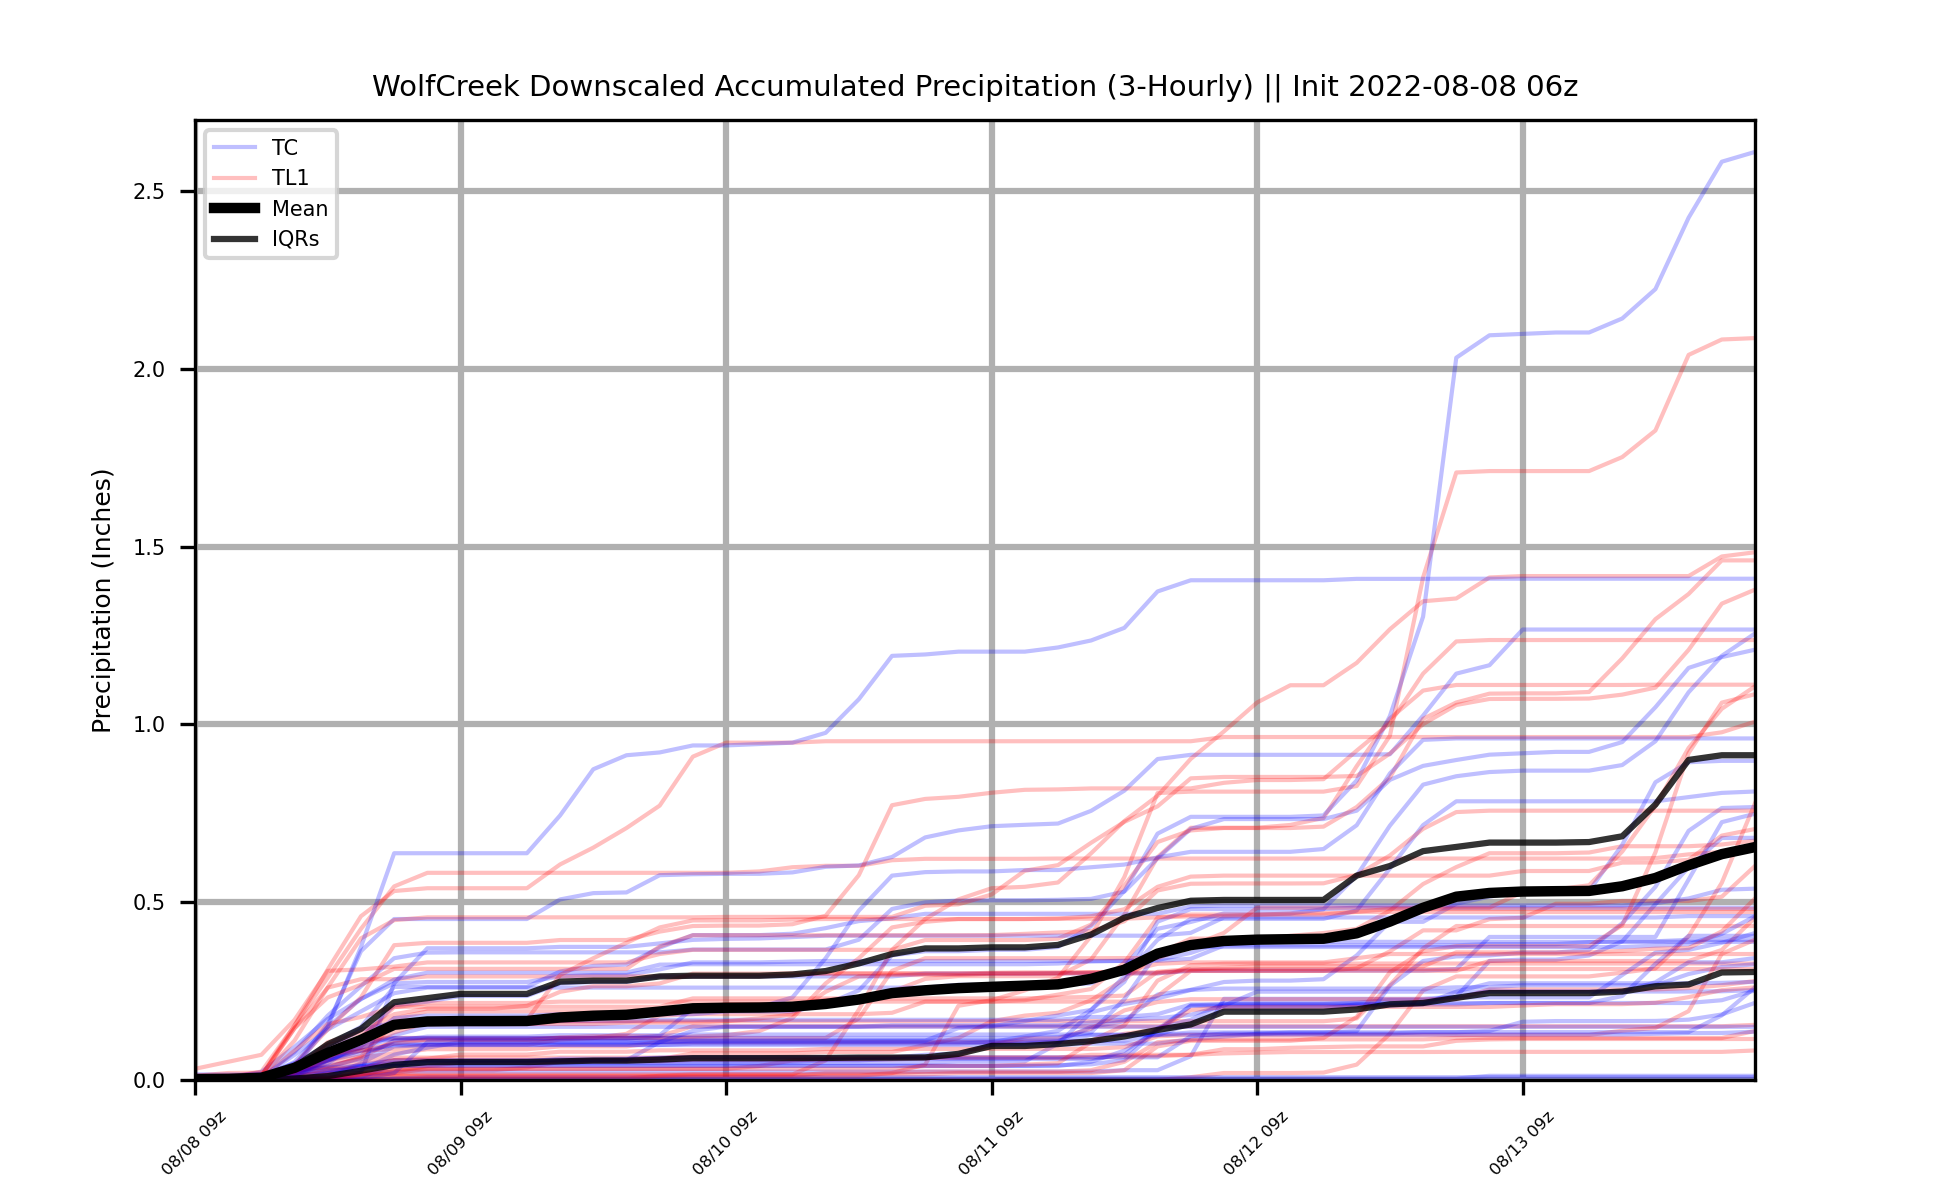 WolfCreek Downscaled Accumulated Precipitation (3-Hourly) || Init 2022-08-08 06z
TC
TL1
Mean
IQRs
Precipitation (Inches)
2.5
2.0
1.5
1.0
0.5
0.0
08/08 09z
08/09 09z
08/10 09z
08/11 09z
08/12 09z
08/13 09z